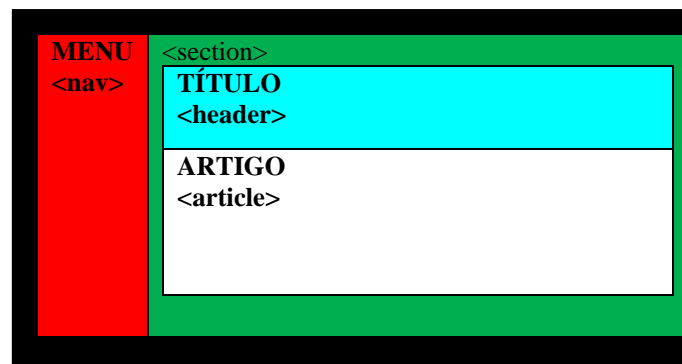 MENU
<nav>
<section>
TÍTULO
<header>
ARTIGO
<article>